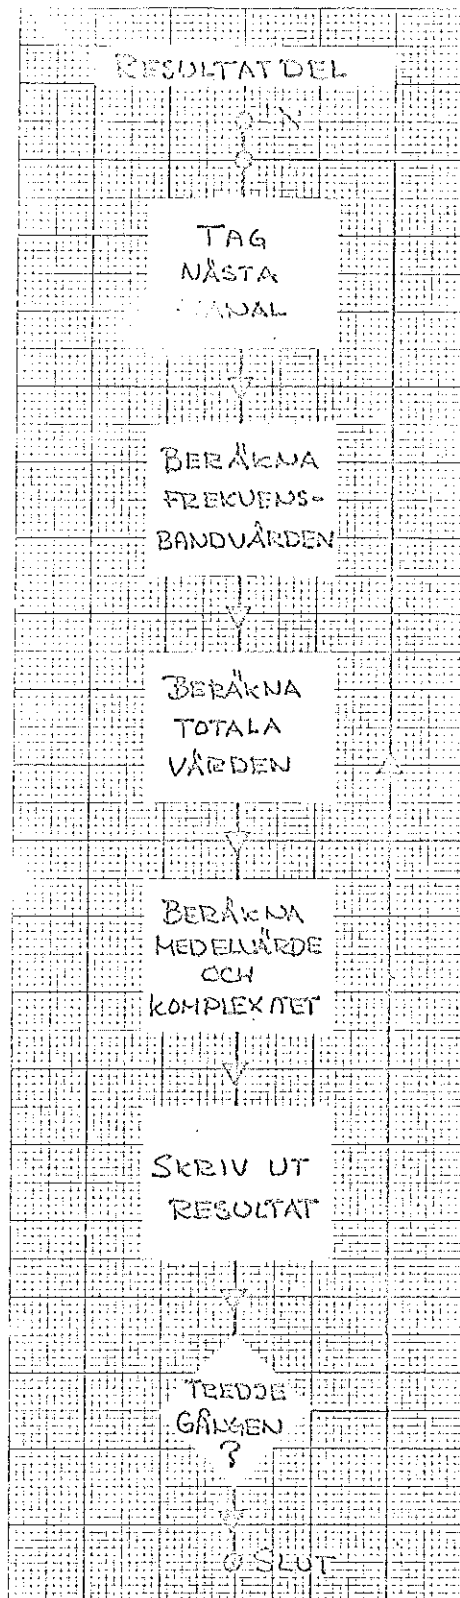 RESULTATDEL
IN
TAG
NÄSTA
KANAL
BERÄKNA
FREKVENS-
BANDVÄRDEN
BERÄKNA
TOTALA
VÄRDEN
BERÄKNA
MEDELVÄRDE
OCH
KOMPLEXITET
SKRIV UT
RESULTAT
TREDJE
GÅNGEN
?
SLUT